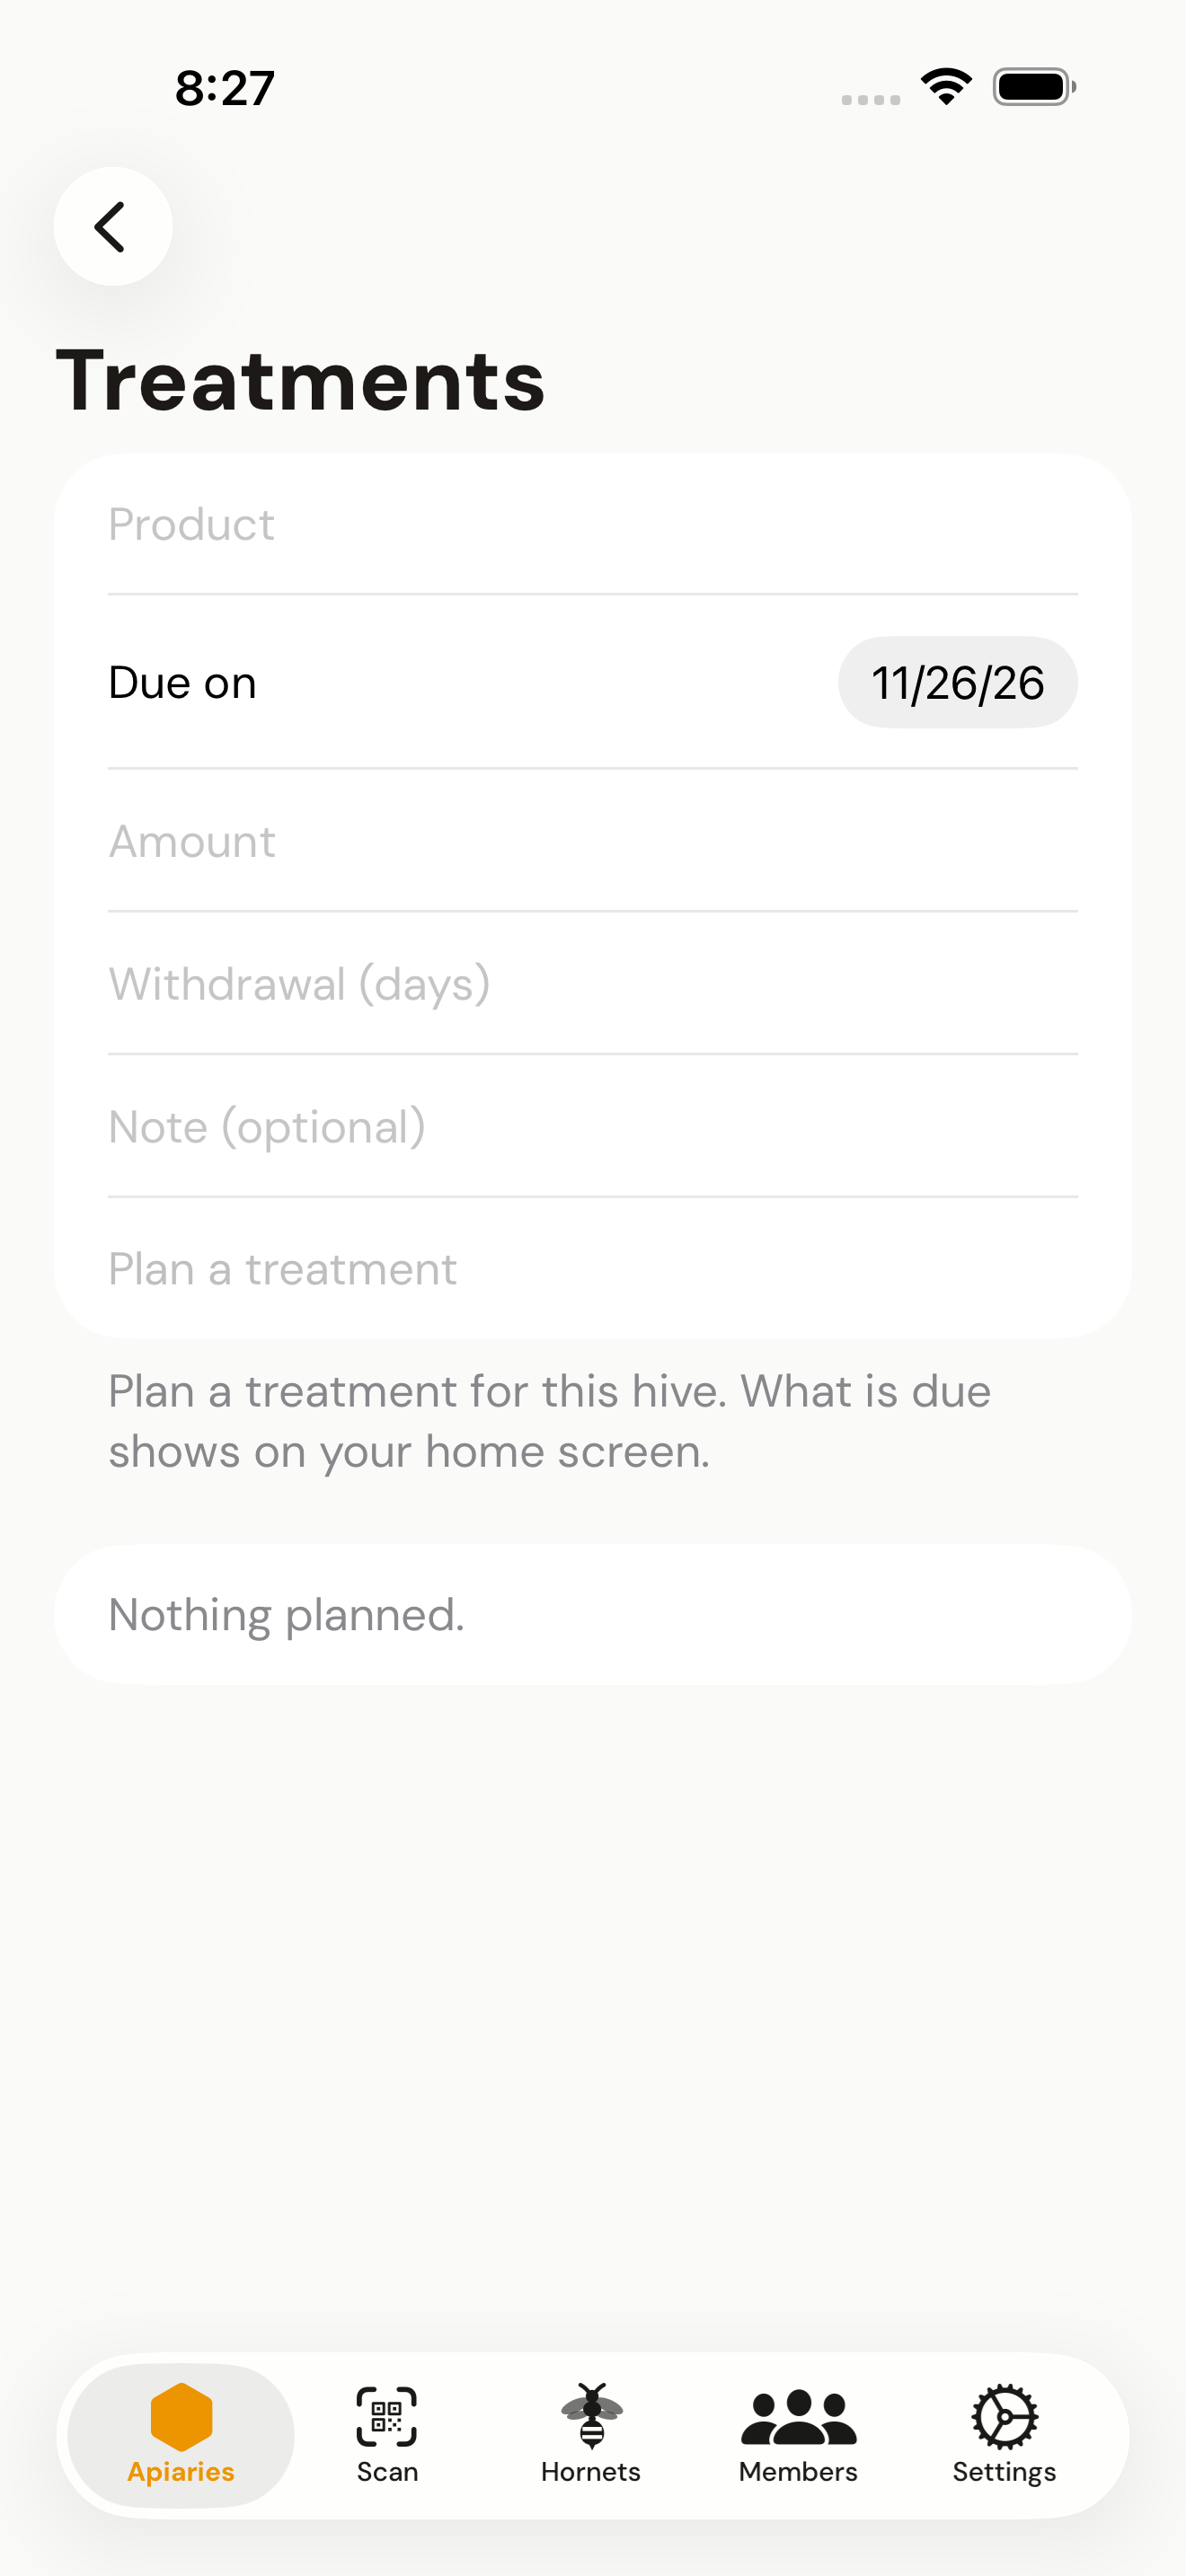 8:27
Treatments
Product
Due on 11/26/26
Amount
Withdrawal (days)
Note (optional)
Plan a treatment
Plan a treatment for this hive. What is due
shows on your home screen.
Nothing planned.
Apiaries Scan Hornets Members Settings